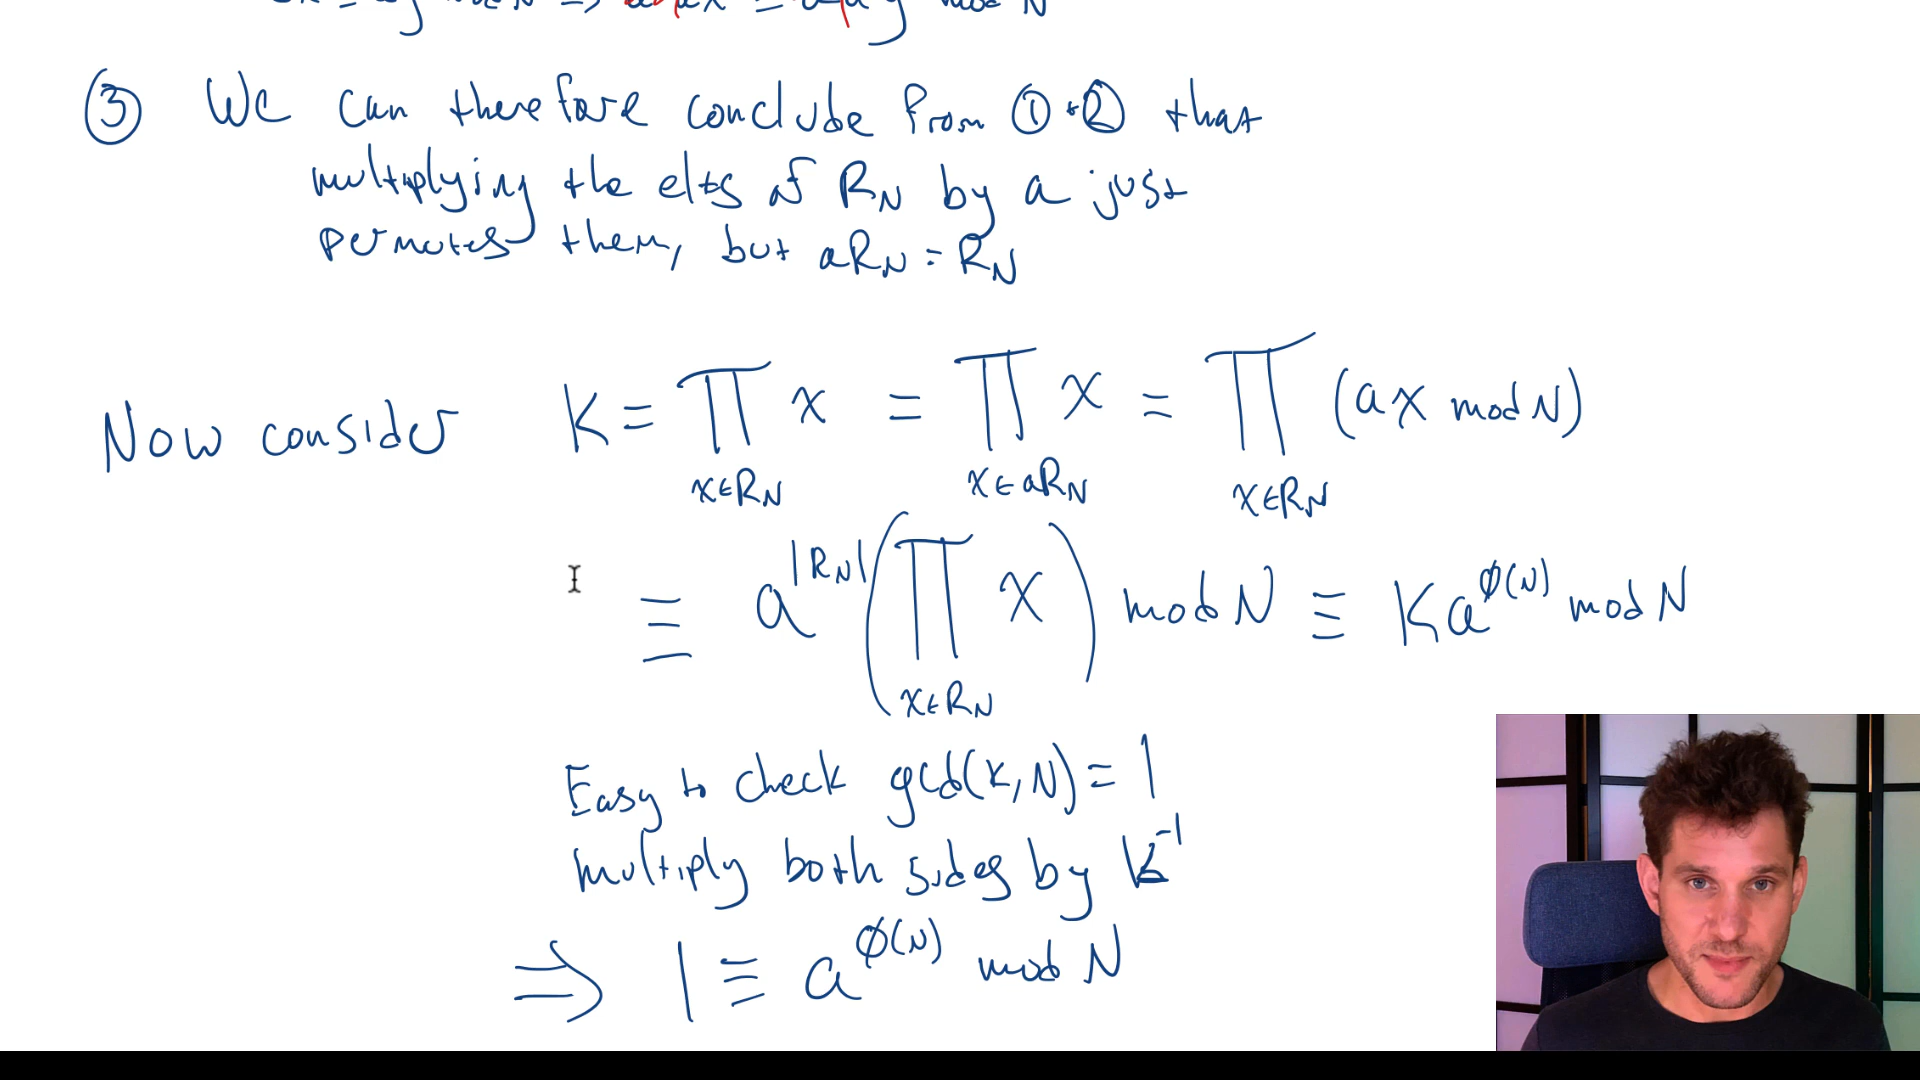 ③ We can therefore conclude from ① + ② that
multiplying the elts of R_N by a just
permutes them, but aR_N = R_N
Now consider K = ∏_{x∈R_N} x = ∏_{x∈aR_N} x = ∏_{x∈R_N} (ax mod N)
≡ a^{|R_N|} (∏_{x∈R_N} x) mod N ≡ K a^{φ(N)} mod N
Easy to check gcd(K, N) = 1
multiply both sides by K^{-1}
⇒ 1 ≡ a^{φ(N)} mod N